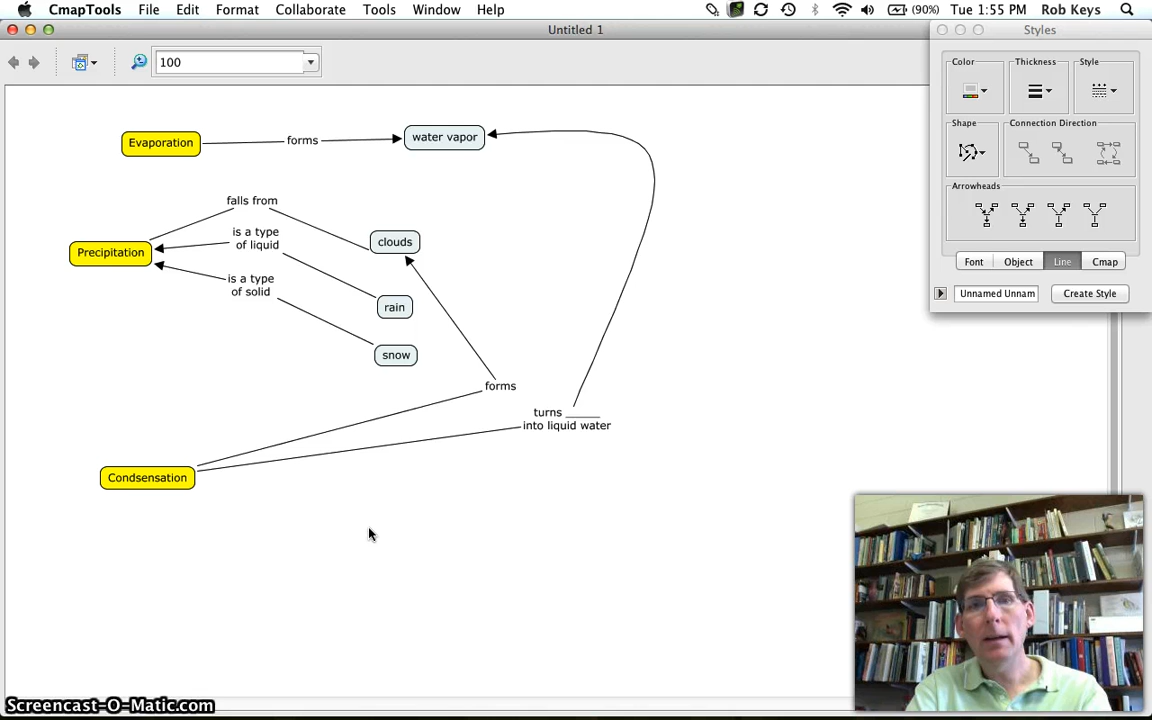 CmapTools File Edit Format Collaborative Tools Window Help (90%) Tue 1:55 PM Rob Keys
Untitled 1
Styles
100
Color Thickness Style
Shape Connection Direction
Arrowheads
Font Object Line Cmap
Unnamed Unnam Create Style
Evaporation forms water vapor
falls from
is a type
of liquid
clouds
Precipitation
is a type
of solid
rain
snow
forms
turns _____
into liquid water
Condsensation
Screencast-O-Matic.com